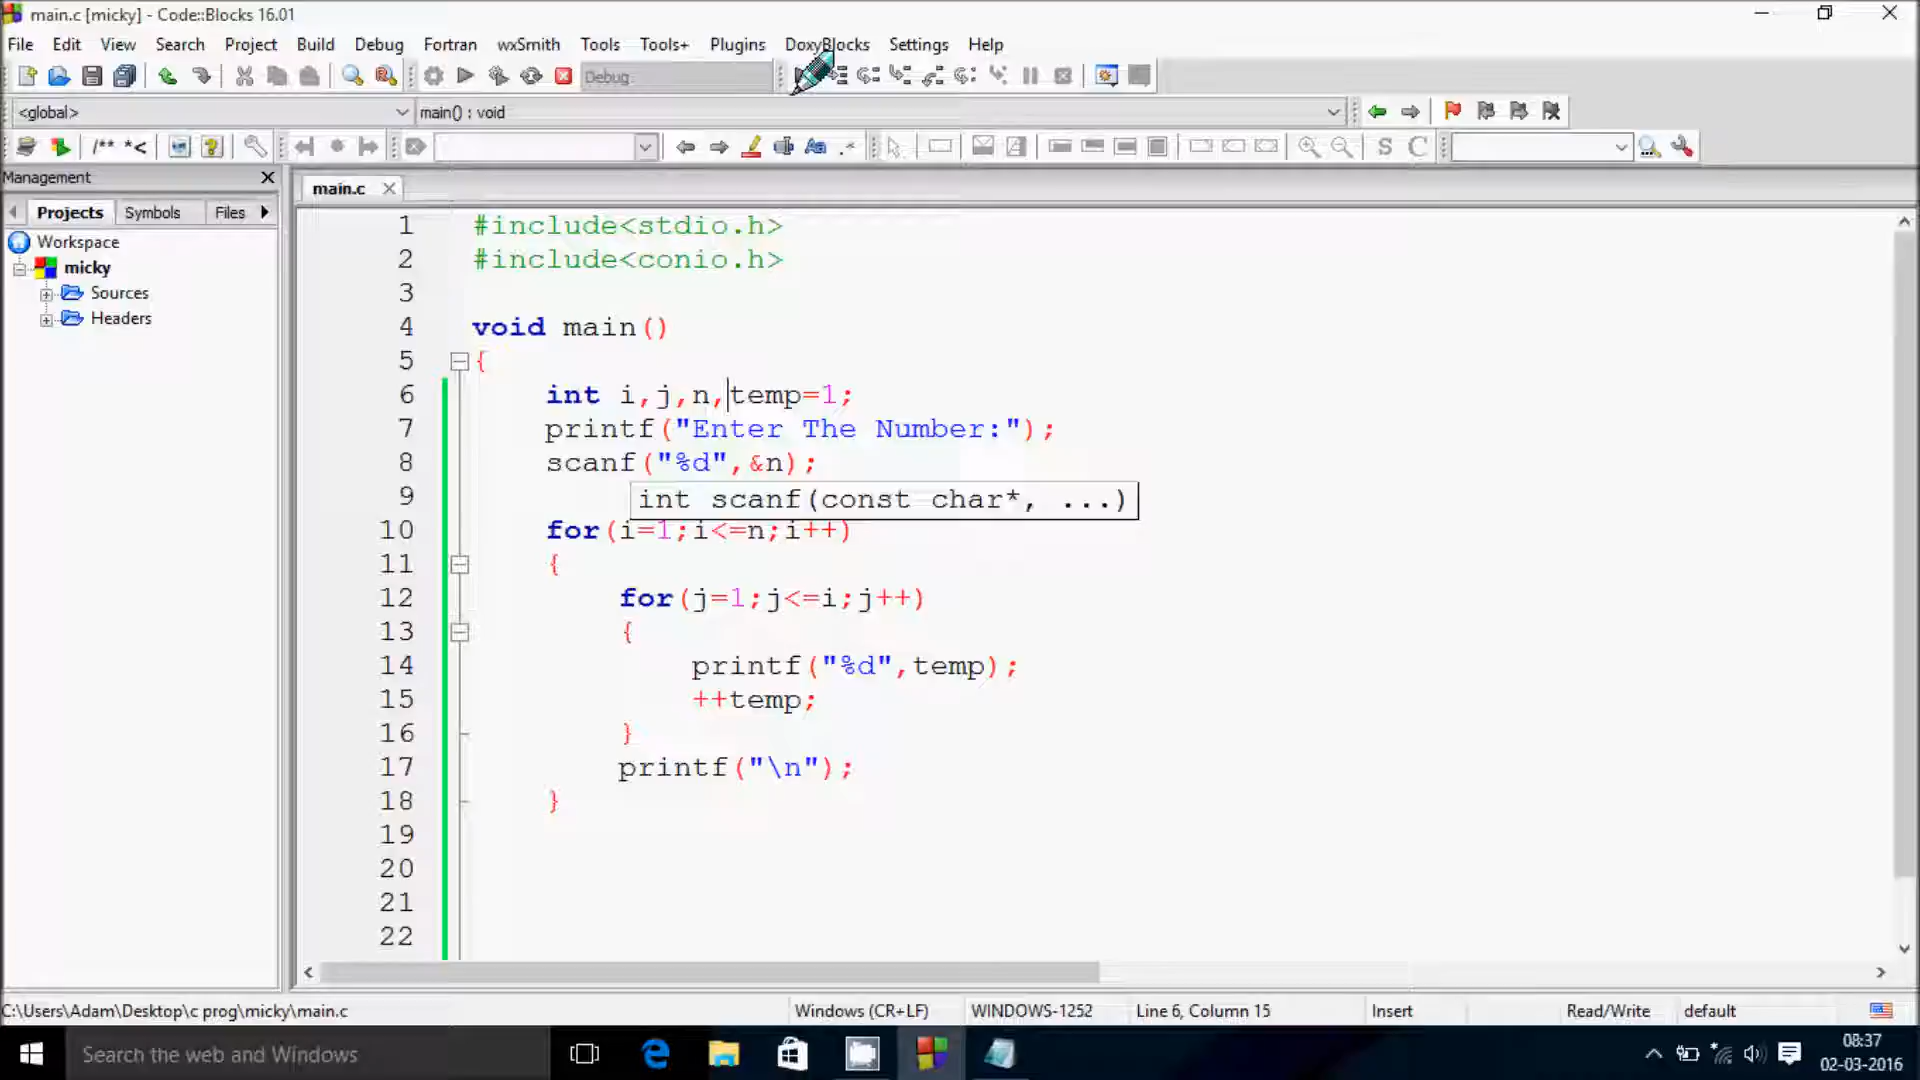 main.c [micky] - Code::Blocks 16.01
File Edit View Search Project Build Debug Fortran wxSmith Tools Tools+ Plugins DoxyBlocks Settings Help
Debug
<global> main() : void
/** *<
Aa .* S C
Management
Projects Symbols Files
main.c
Workspace
micky
Sources
Headers
1 #include<stdio.h>
2 #include<conio.h>
3
4 void main()
5 {
6 int i,j,n,temp=1;
7 printf("Enter The Number:");
8 scanf("%d",&n);
9 int scanf(const char*, ...)
10 for(i=1;i<=n;i++)
11 {
12 for(j=1;j<=i;j++)
13 {
14 printf("%d",temp);
15 ++temp;
16 }
17 printf("\n");
18 }
19
20
21
22
C:\Users\Adam\Desktop\c prog\micky\main.c Windows (CR+LF) WINDOWS-1252 Line 6, Column 15 Insert Read/Write default
Search the web and Windows
08:37
02-03-2016